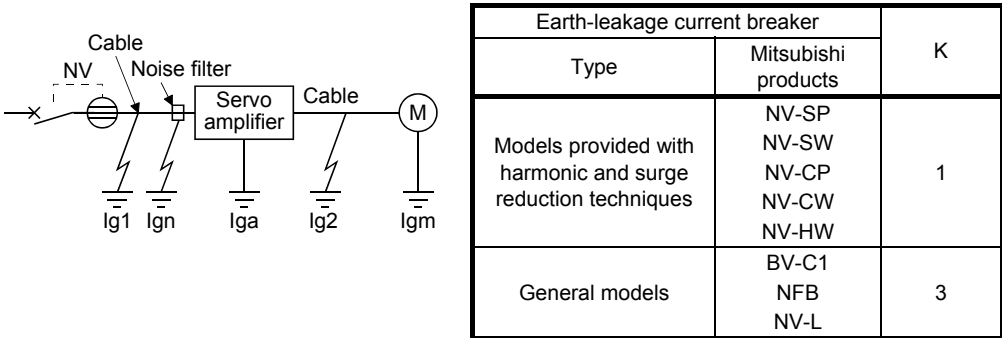 Cable
NV
Noise filter
Servo
amplifier
Cable
M
Ig1
Ign
Iga
Ig2
Igm
Earth-leakage current breaker
K
Type
Mitsubishi
products
Models provided with
harmonic and surge
reduction techniques
NV-SP
NV-SW
NV-CP
NV-CW
NV-HW
1
General models
BV-C1
NFB
NV-L
3